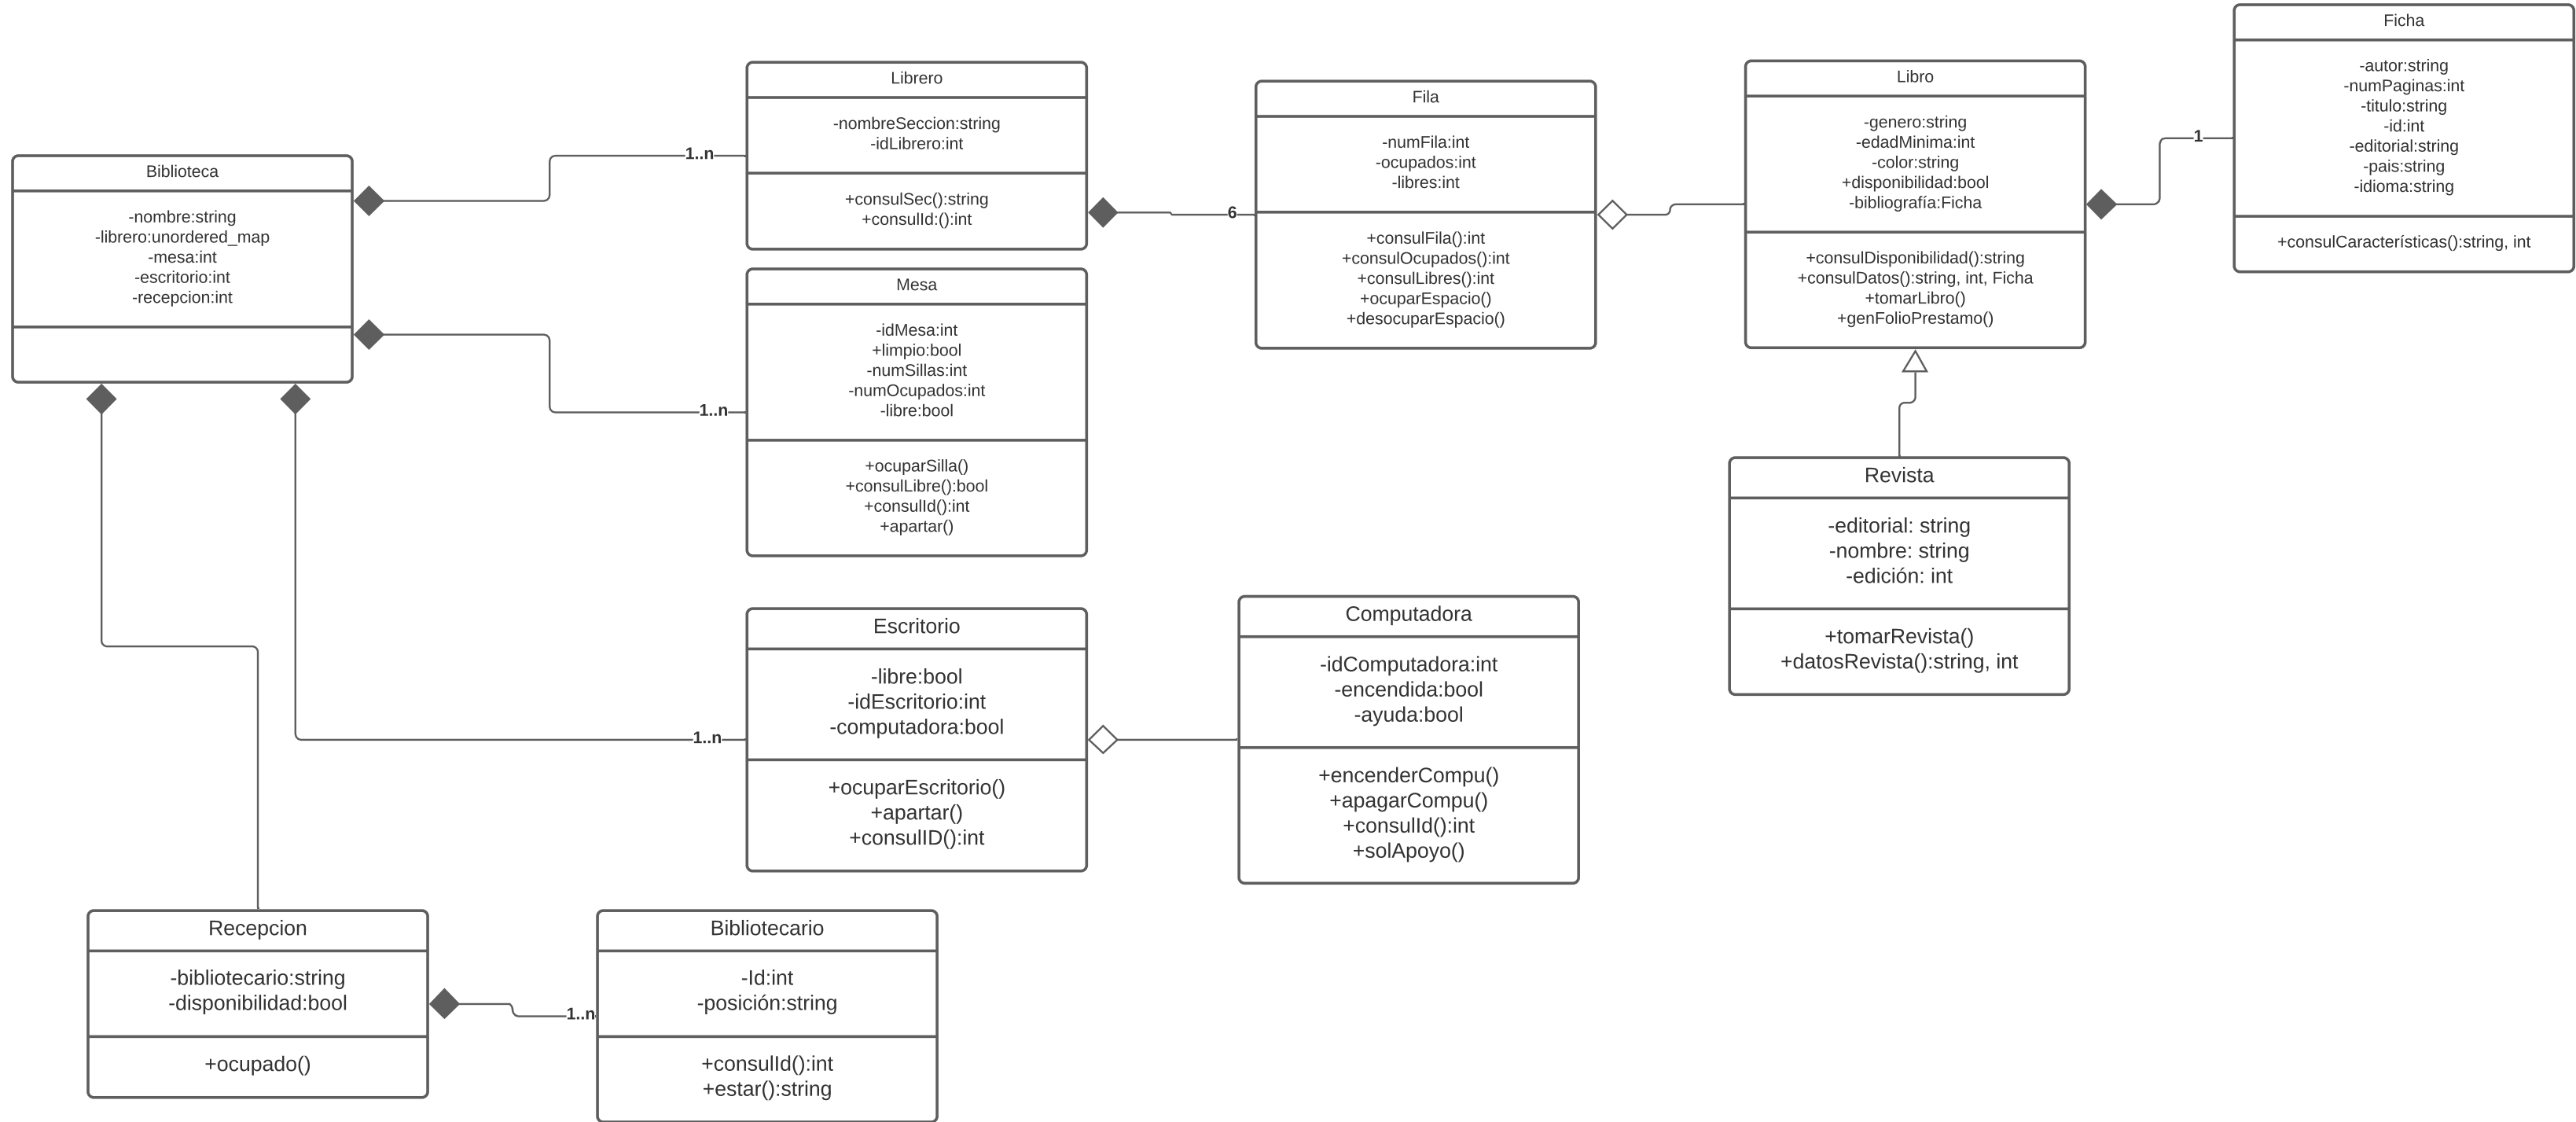 Biblioteca
-nombre:string
-librero:unordered_map
-mesa:int
-escritorio:int
-recepcion:int
1..n
1..n
1..n
Librero
-nombreSeccion:string
-idLibrero:int
+consulSec():string
+consulId:():int
6
Mesa
-idMesa:int
+limpio:bool
-numSillas:int
-numOcupados:int
-libre:bool
+ocuparSilla()
+consulLibre():bool
+consulId():int
+apartar()
Fila
-numFila:int
-ocupados:int
-libres:int
+consulFila():int
+consulOcupados():int
+consulLibres():int
+ocuparEspacio()
+desocuparEspacio()
Libro
-genero:string
-edadMinima:int
-color:string
+disponibilidad:bool
-bibliografía:Ficha
+consulDisponibilidad():string
+consulDatos():string, int, Ficha
+tomarLibro()
+genFolioPrestamo()
1
Ficha
-autor:string
-numPaginas:int
-titulo:string
-id:int
-editorial:string
-pais:string
-idioma:string
+consulCaracterísticas():string, int
Revista
-editorial: string
-nombre: string
-edición: int
+tomarRevista()
+datosRevista():string, int
Escritorio
-libre:bool
-idEscritorio:int
-computadora:bool
+ocuparEscritorio()
+apartar()
+consulID():int
Computadora
-idComputadora:int
-encendida:bool
-ayuda:bool
+encenderCompu()
+apagarCompu()
+consulId():int
+solApoyo()
Recepcion
-bibliotecario:string
-disponibilidad:bool
+ocupado()
1..n
Bibliotecario
-Id:int
-posición:string
+consulId():int
+estar():string